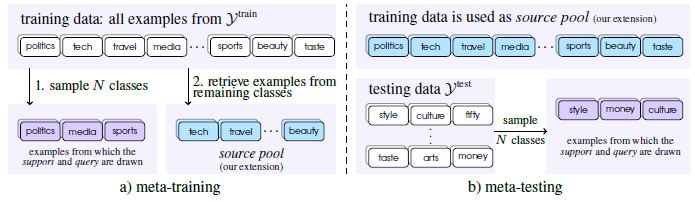 training data: all examples from 𝒴^train
politics tech travel media ··· sports beauty taste
1. sample N classes
2. retrieve examples from
remaining classes
politics media sports
examples from which the
support and query are drawn
tech travel ··· beauty
source pool
(our extension)
a) meta-training
training data is used as source pool (our extension)
politics tech travel media ··· sports beauty taste
testing data 𝒴^test
style culture fifty
⋮
taste arts money
sample
N classes
style money culture
examples from which the
support and query are drawn
b) meta-testing